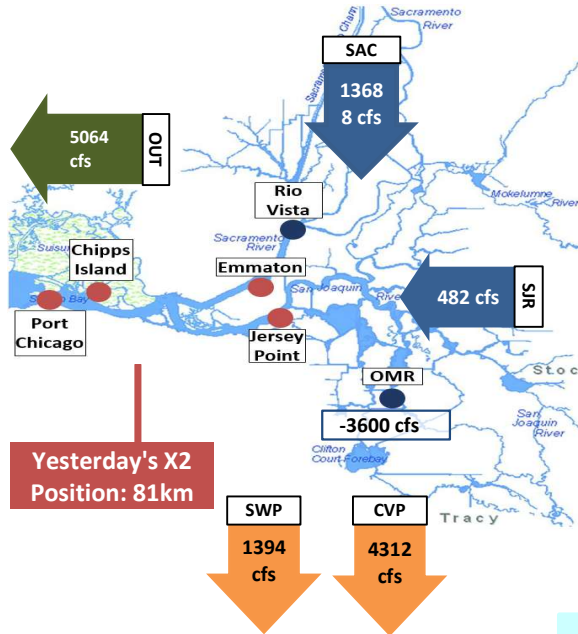 Sacramento
River
SAC
1368
8 cfs
OUT
5064
cfs
Mokelumne
River
Rio
Vista
Sacramento
River
Chipps
Island
Emmaton
San Joaquin
River
482 cfs
SJR
Port
Chicago
Jersey
Point
OMR
-3600 cfs
San
Joaquin
River
Clifton
Court Forebay
Yesterday's X2
Position: 81km
SWP
CVP
Tracy
1394
cfs
4312
cfs